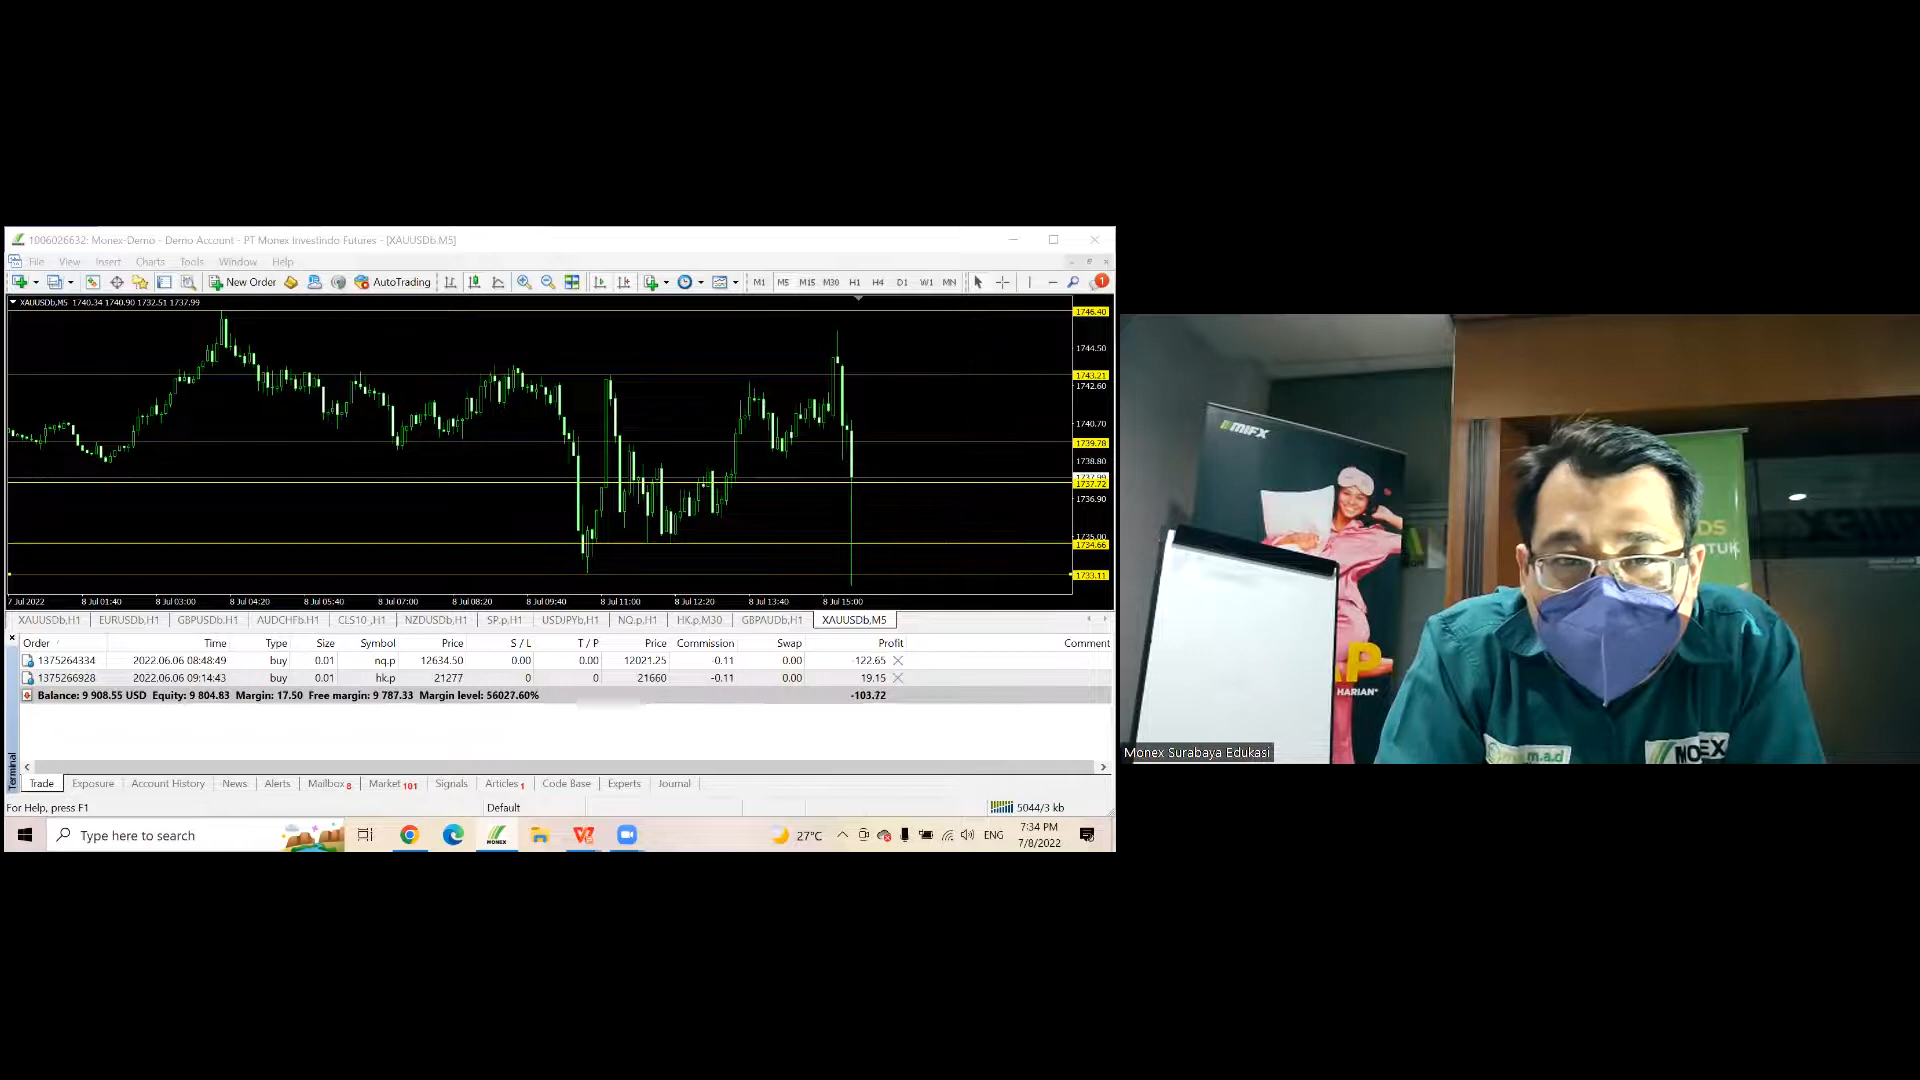 1006026632: Monex-Demo - Demo Account - PT Monex Investindo Futures - [XAUUSDb,M5]
File View Insert Charts Tools Window Help
New Order AutoTrading M1 M5 M15 M30 H1 H4 D1 W1 MN 1
XAUUSDb,M5 1740.34 1740.90 1732.51 1737.99
1746.40
1744.50
1743.21
1742.60
1740.70
1739.78
1738.80
1737.99
1737.72
1736.90
1735.00
1734.66
1733.11
7 Jul 2022 8 Jul 01:40 8 Jul 03:00 8 Jul 04:20 8 Jul 05:40 8 Jul 07:00 8 Jul 08:20 8 Jul 09:40 8 Jul 11:00 8 Jul 12:20 8 Jul 13:40 8 Jul 15:00
XAUUSDb,H1 EURUSDb,H1 GBPUSDb,H1 AUDCHFb,H1 CLS10 ,H1 NZDUSDb,H1 SP.p,H1 USDJPYb,H1 NQ.p,H1 HK.p,M30 GBPAUDb,H1 XAUUSDb,M5
Order / Time Type Size Symbol Price S / L T / P Price Commission Swap Profit Comment
1375264334 2022.06.06 08:48:49 buy 0.01 nq.p 12634.50 0.00 0.00 12021.25 -0.11 0.00 -122.65
1375266928 2022.06.06 09:14:43 buy 0.01 hk.p 21277 0 0 21660 -0.11 0.00 19.15
Balance: 9 908.55 USD Equity: 9 804.83 Margin: 17.50 Free margin: 9 787.33 Margin level: 56027.60% -103.72
Terminal
Trade Exposure Account History News Alerts Mailbox 8 Market 101 Signals Articles 1 Code Base Experts Journal
For Help, press F1 Default 5044/3 kb
Type here to search MONEX 27°C ENG 7:34 PM
7/8/2022
MIFX
DS
TUK
AP
HARIAN*
m.a.d
MONEX
Monex Surabaya Edukasi